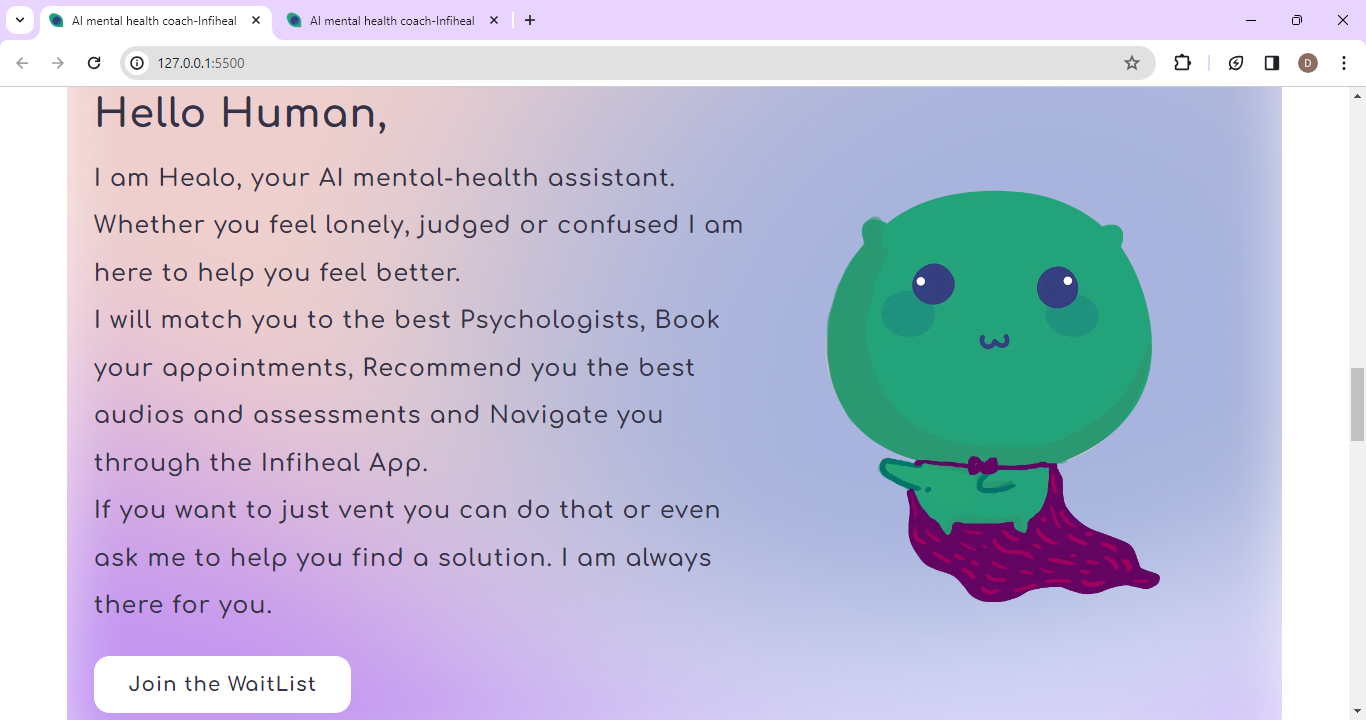 AI mental health coach-Infiheal
AI mental health coach-Infiheal
127.0.0.1:5500
D
Hello Human,
I am Healo, your AI mental-health assistant.
Whether you feel lonely, judged or confused I am
here to help you feel better.
I will match you to the best Psychologists, Book
your appointments, Recommend you the best
audios and assessments and Navigate you
through the Infiheal App.
If you want to just vent you can do that or even
ask me to help you find a solution. I am always
there for you.
Join the WaitList